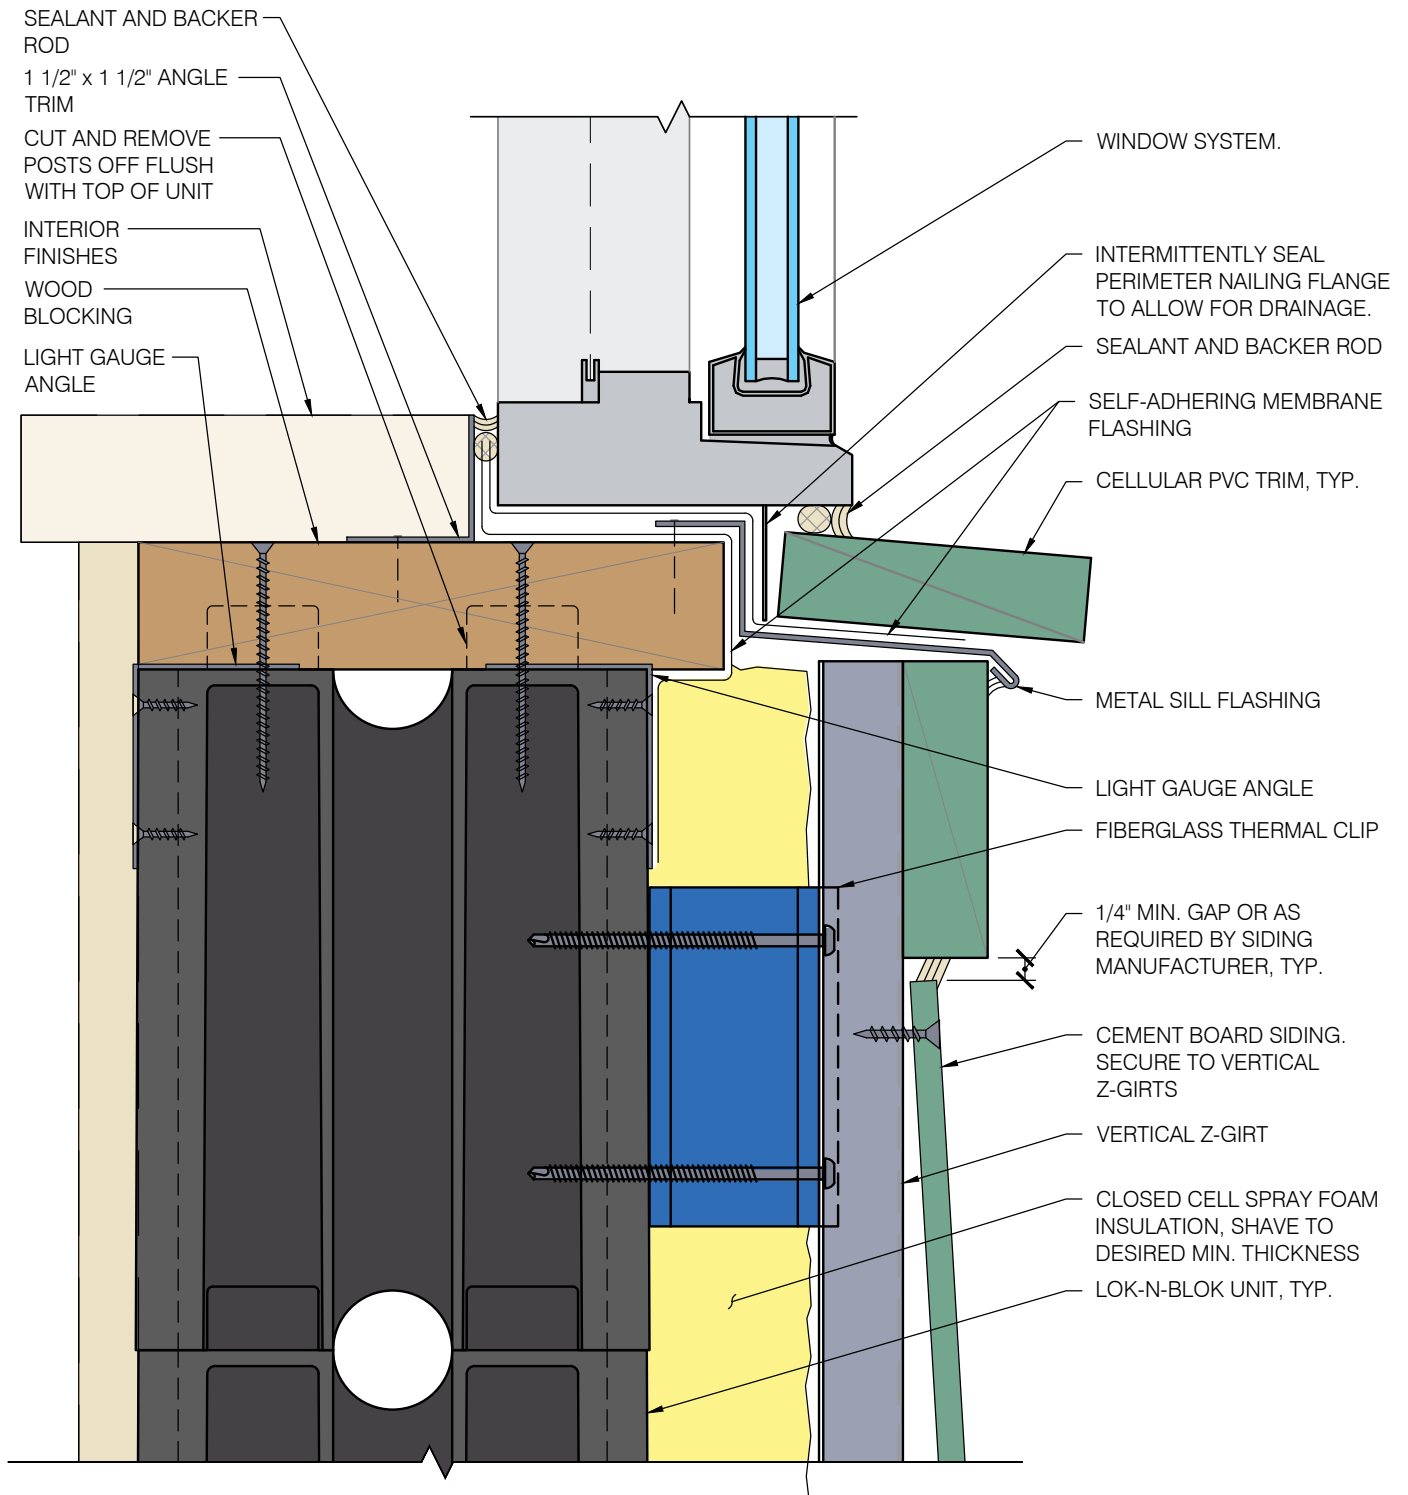 SEALANT AND BACKER
ROD
1 1/2" x 1 1/2" ANGLE
TRIM
CUT AND REMOVE
POSTS OFF FLUSH
WITH TOP OF UNIT
INTERIOR
FINISHES
WOOD
BLOCKING
LIGHT GAUGE
ANGLE
WINDOW SYSTEM.
INTERMITTENTLY SEAL
PERIMETER NAILING FLANGE
TO ALLOW FOR DRAINAGE.
SEALANT AND BACKER ROD
SELF-ADHERING MEMBRANE
FLASHING
CELLULAR PVC TRIM, TYP.
METAL SILL FLASHING
LIGHT GAUGE ANGLE
FIBERGLASS THERMAL CLIP
1/4" MIN. GAP OR AS
REQUIRED BY SIDING
MANUFACTURER, TYP.
CEMENT BOARD SIDING.
SECURE TO VERTICAL
Z-GIRTS
VERTICAL Z-GIRT
CLOSED CELL SPRAY FOAM
INSULATION, SHAVE TO
DESIRED MIN. THICKNESS
LOK-N-BLOK UNIT, TYP.